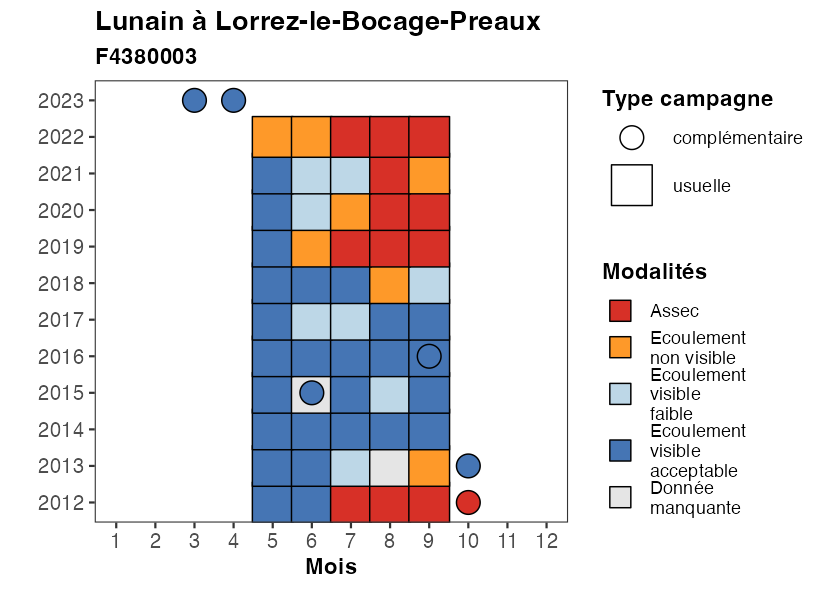 Lunain à Lorrez-le-Bocage-Preaux
F4380003
2023
2022
2021
2020
2019
2018
2017
2016
2015
2014
2013
2012
1 2 3 4 5 6 7 8 9 10 11 12
Mois
Type campagne
complémentaire
usuelle
Modalités
Assec
Ecoulement
non visible
Ecoulement
visible
faible
Ecoulement
visible
acceptable
Donnée
manquante